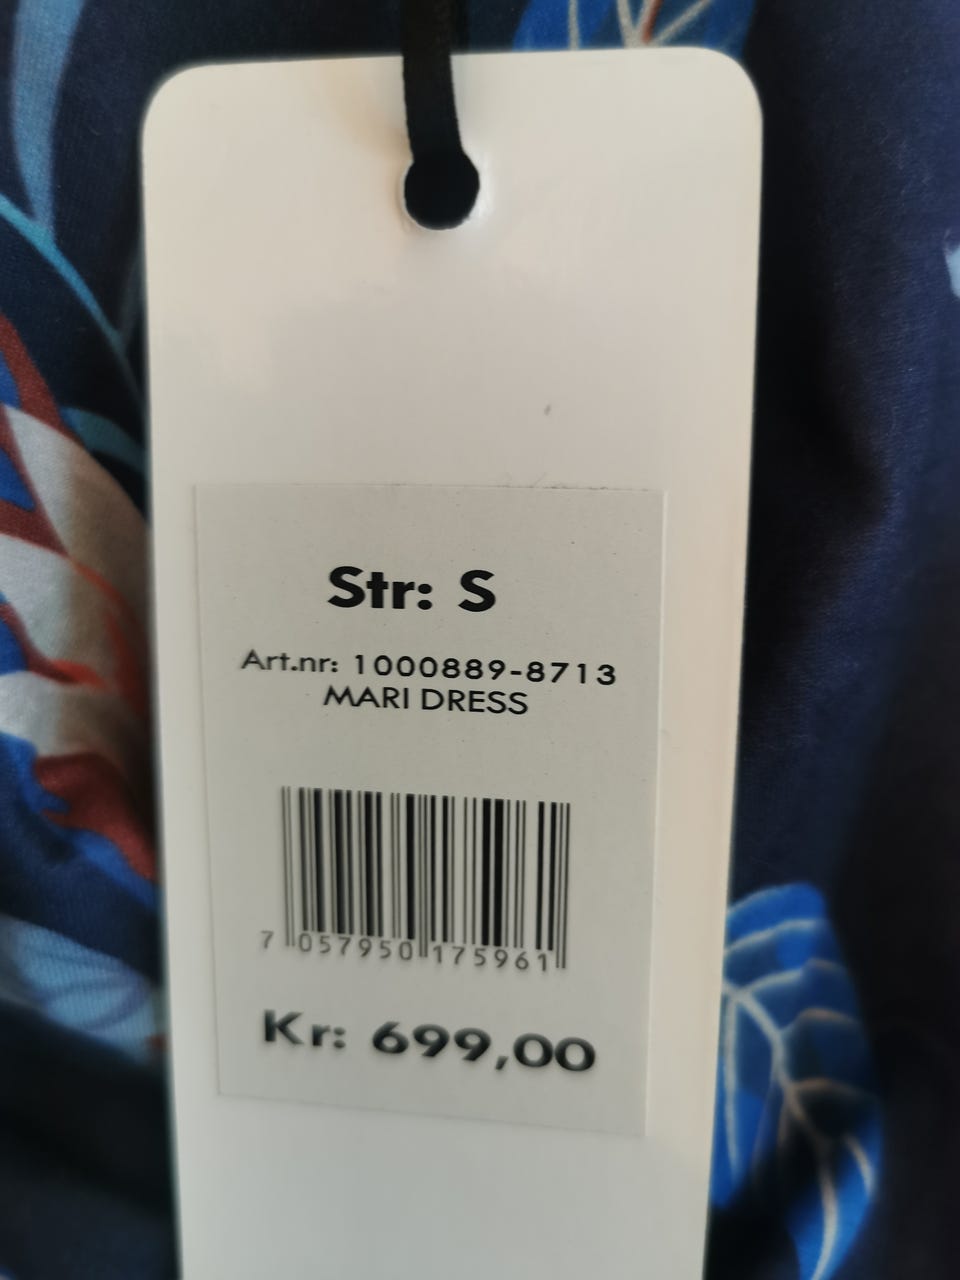 Str: S
Art.nr: 1000889-8713
MARI DRESS
7 057950 175961
Kr: 699,00